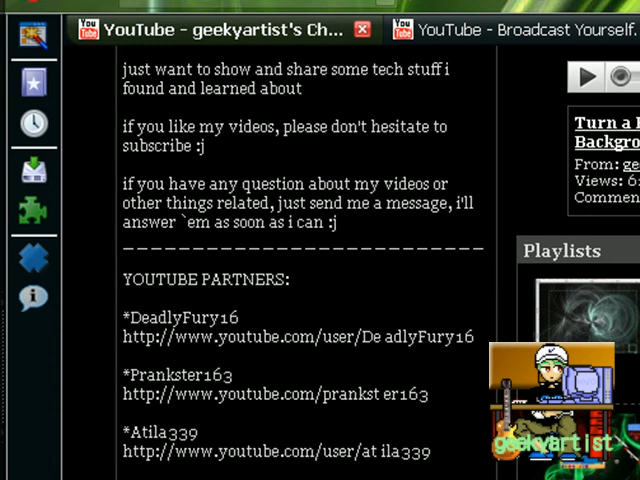 YouTube - geekyartist's Ch...
YouTube - Broadcast Yourself.
just want to show and share some tech stuff i
found and learned about
if you like my videos, please don't hesitate to
subscribe :j
if you have any question about my videos or
other things related, just send me a message, i'll
answer `em as soon as i can :j
YOUTUBE PARTNERS:
*DeadlyFury16
http://www.youtube.com/user/De adlyFury16
*Prankster163
http://www.youtube.com/prankst er163
*Atila339
http://www.youtube.com/user/at ila339
Turn a
Backgro
From: ge
Views: 6
Commen
Playlists
geekyartist